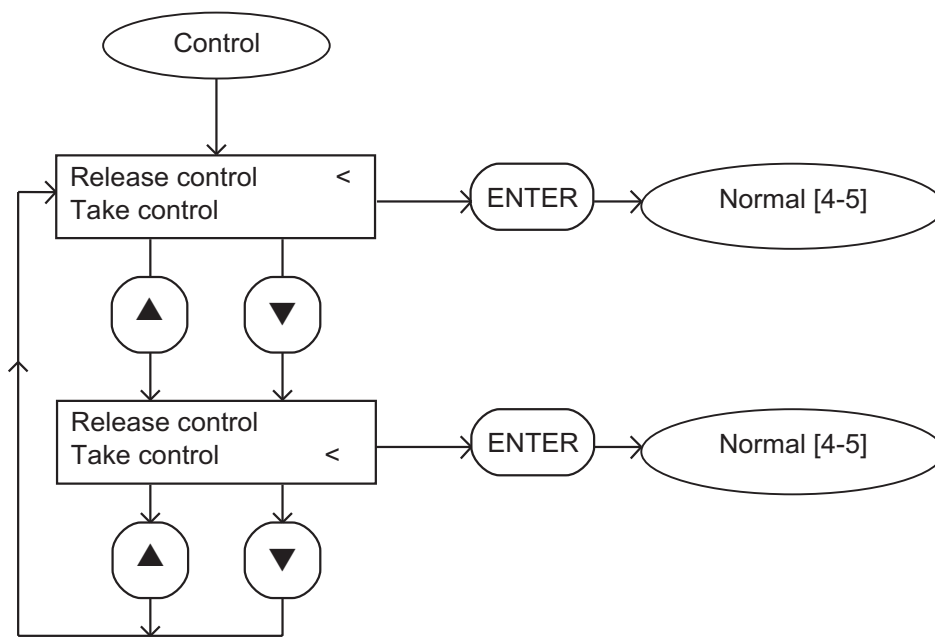 Control
Release control <
Take control
ENTER
Normal [4-5]
▲ ▼
Release control
Take control <
ENTER
Normal [4-5]
▲ ▼